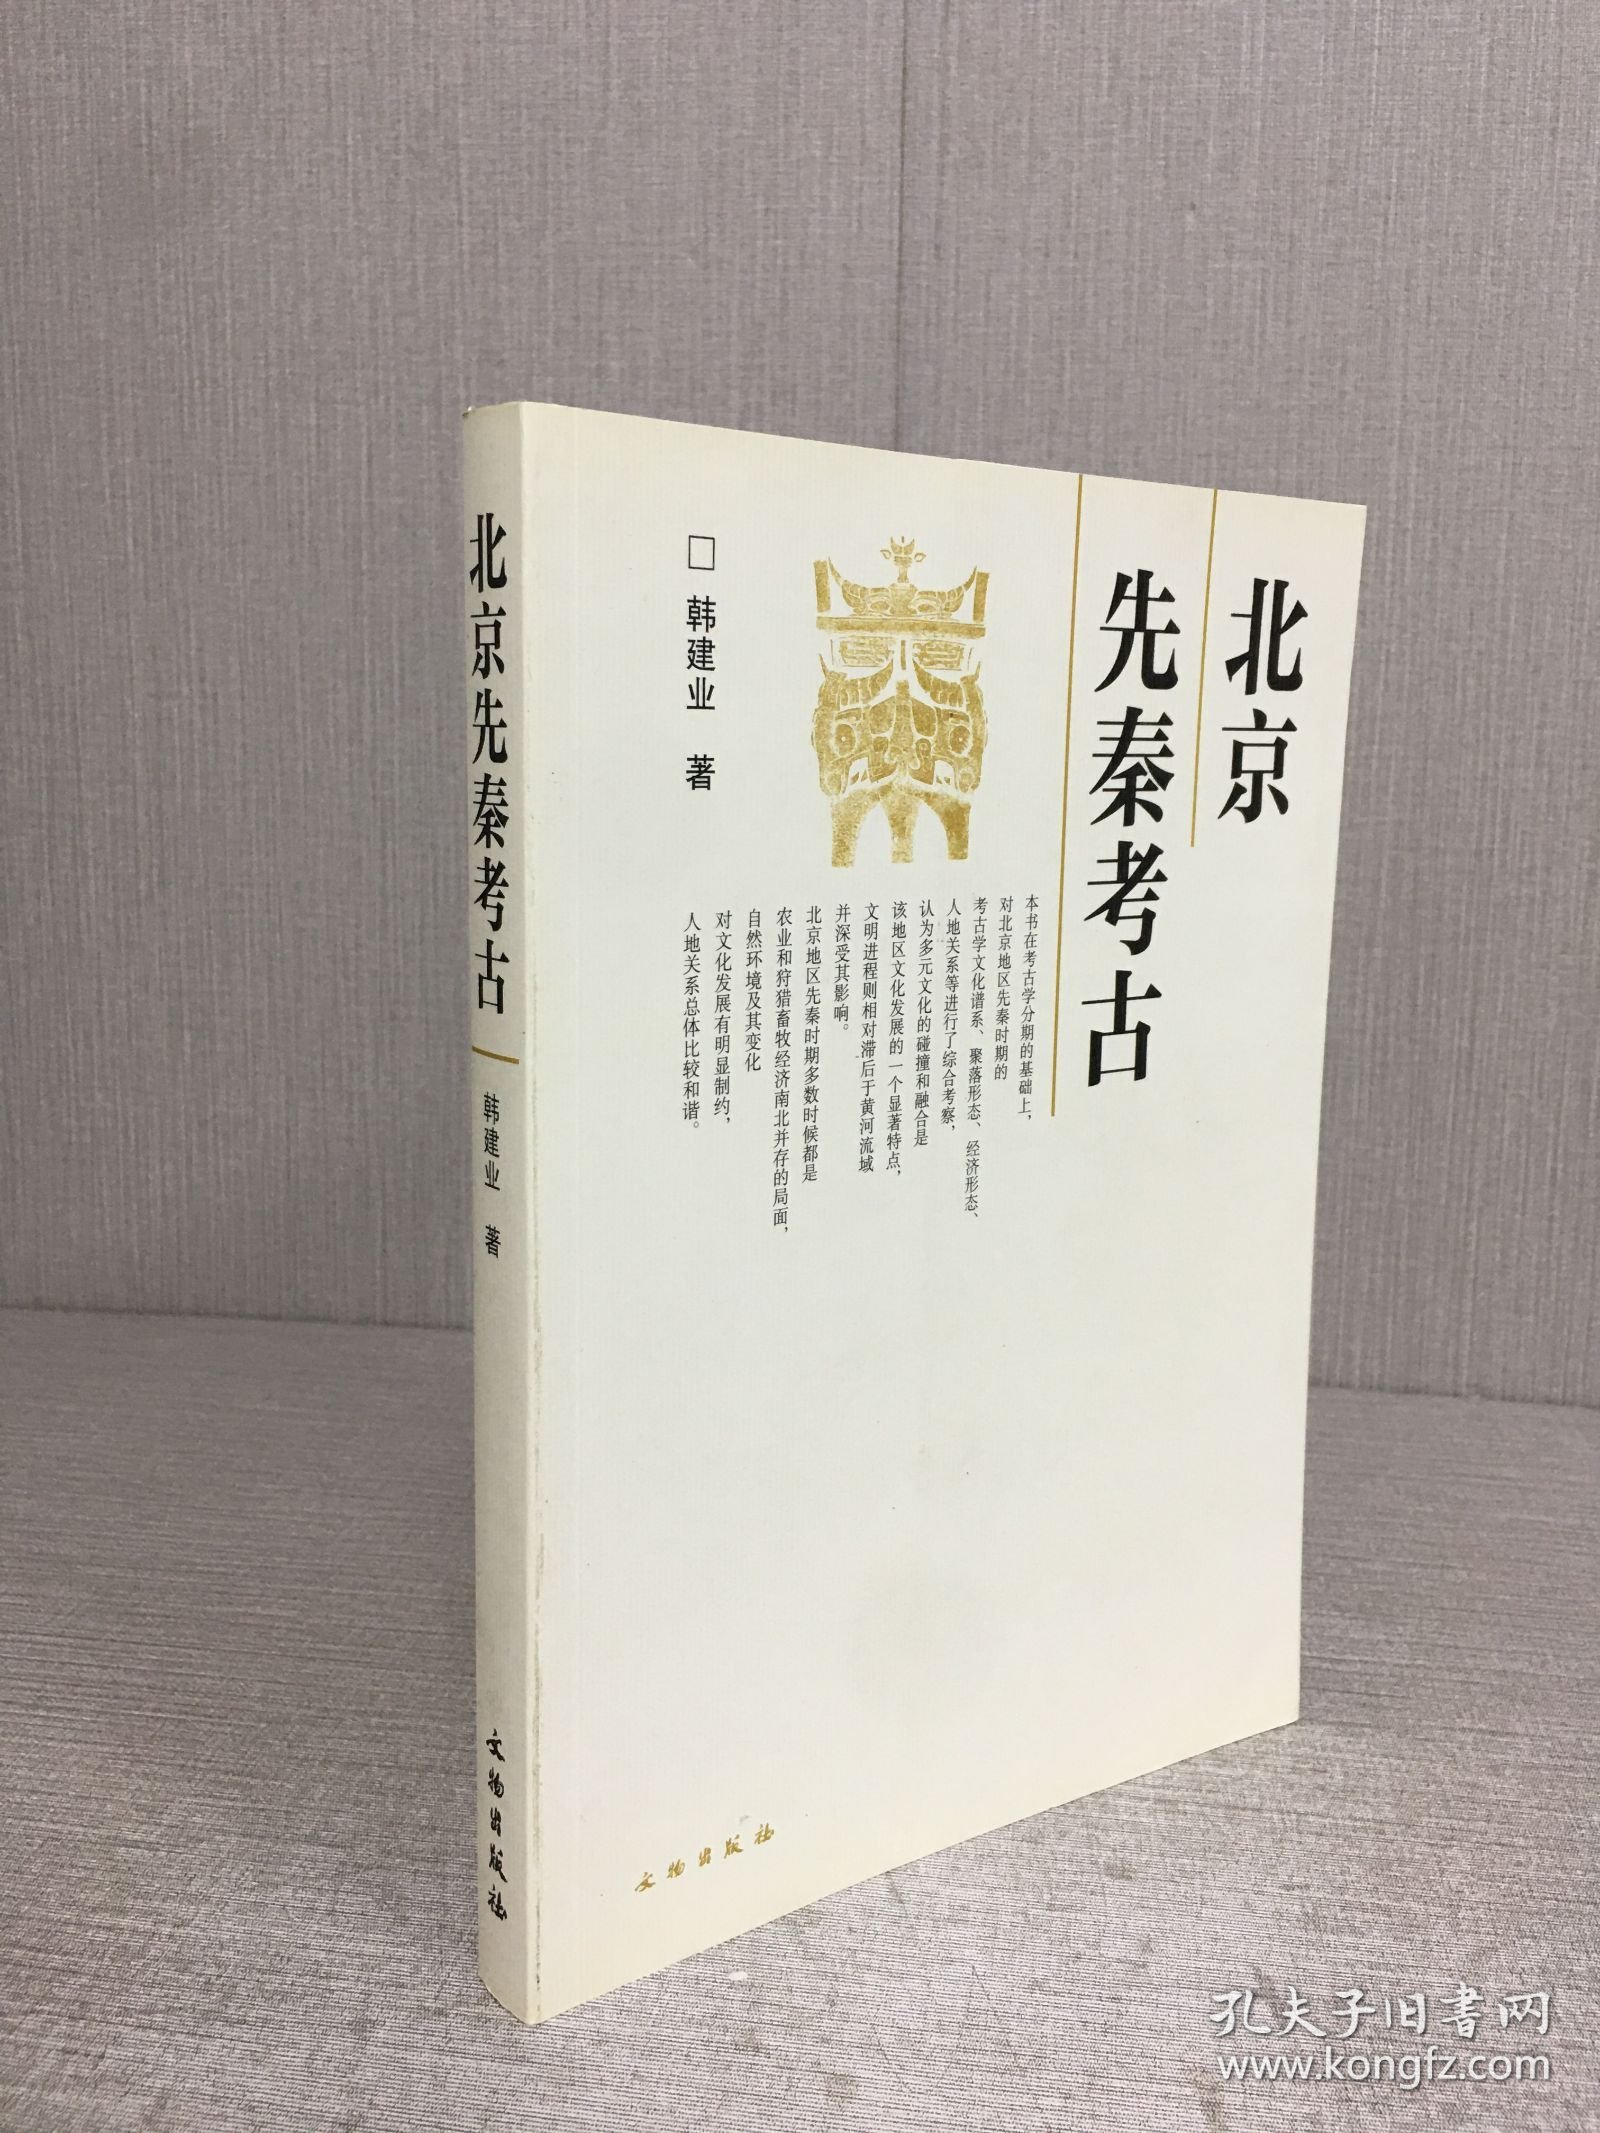 北京
先秦考古
□ 韩建业 著
本书在考古学分期的基础上，
对北京地区先秦时期的
考古学文化谱系、聚落形态、经济形态、
人地关系等进行了综合考察，
认为多元文化的碰撞和融合是
该地区文化发展的一个显著特点，
文明进程则相对滞后于黄河流域
并深受其影响。
北京地区先秦时期多数时候都是
农业和狩猎畜牧经济南北并存的局面，
自然环境及其变化
对文化发展有明显制约，
人地关系总体比较和谐。
文物出版社
北京先秦考古
韩建业 著
文物出版社
孔夫子旧书网
www.kongfz.com